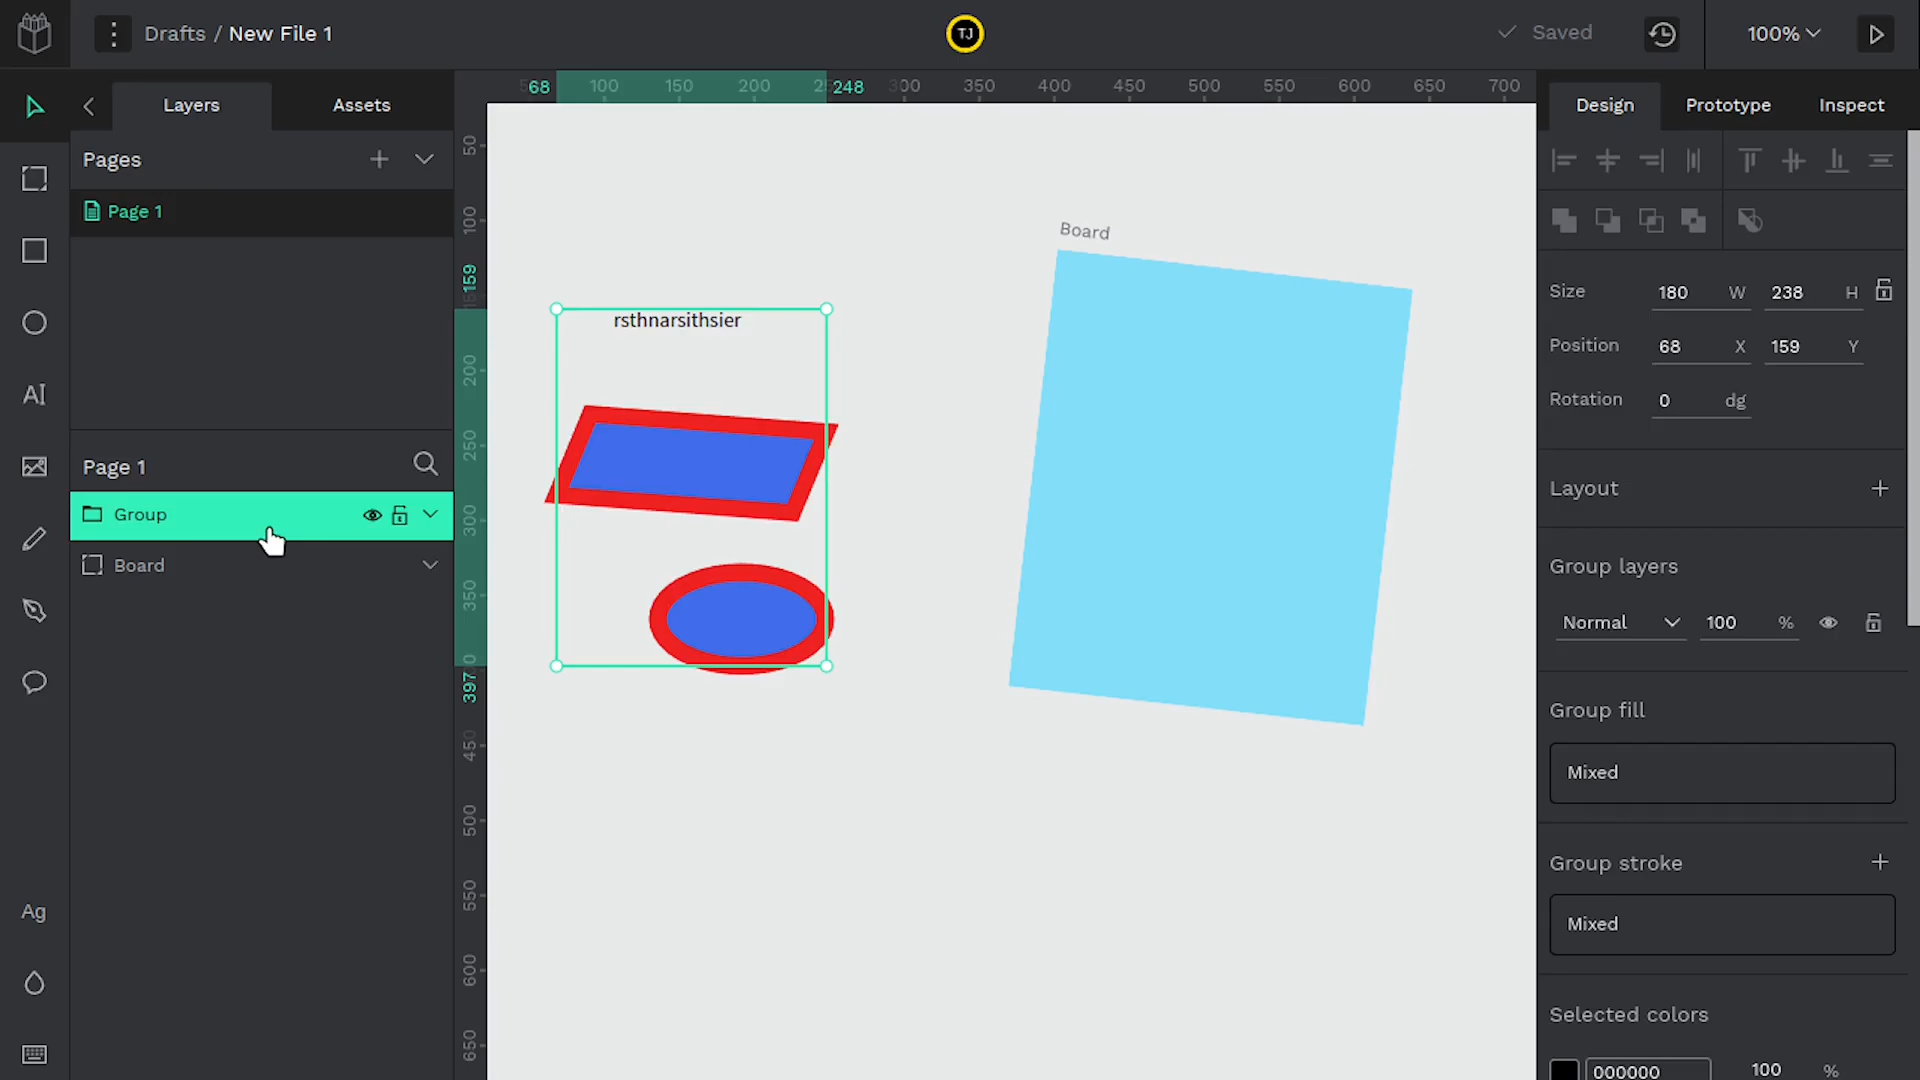 Drafts / New File 1
TJ
Saved
100%
Layers
Assets
68
100
150
200
248
300
350
400
450
500
550
600
650
700
Design
Prototype
Inspect
Pages
Page 1
Page 1
Group
Board
AI
Ag
50
100
159
200
250
300
350
397
450
500
550
600
650
Board
rsthnarsithsier
Size
180 W
238 H
Position
68 X
159 Y
Rotation
0 dg
Layout
Group layers
Normal
100 %
Group fill
Mixed
Group stroke
Mixed
Selected colors
000000
100 %